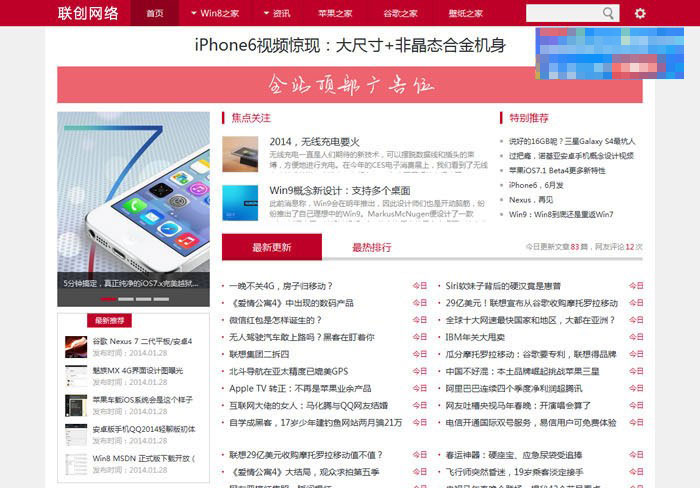 联创网络 首页 Win8之家 资讯 苹果之家 谷歌之家 壁纸之家
iPhone6视频惊现：大尺寸+非晶态合金机身
全站顶部广告位
7
5分钟搞定，真正纯净的iOS7.x完美越狱...
最新推荐
谷歌 Nexus 7 二代平板/安卓4
发布时间：2014.01.28
魅族MX 4G界面设计图曝光
发布时间：2014.01.28
苹果车载iOS系统会是这个样子
发布时间：2014.01.28
安卓版手机QQ2014轻解版初体
发布时间：2014.01.28
Win8 MSDN 正式版下载开放（
发布时间：2014.01.28
焦点关注
2014，无线充电要火
无线充电一直是人们期待的新技术，可以摆脱数据线和插头的束
缚，方便地进行充电。在今年的CES电子消费展上，我们看到了无线
Win9概念新设计：支持多个桌面
此前消息称，Win9会在明年推出，因此设计师们也是开动脑筋，纷
纷推出了自己理想中的Win9。MarkusMcNugen便设计了一款
特别推荐
说好的16GB呢？三星Galaxy S4最坑人
过把瘾，诺基亚安卓手机概念设计视频
苹果iOS7.1 Beta4更多新特性
iPhone6，6月发
Nexus，再见
Win9：Win8到底还是重造Win7
最新更新 最热排行 今日更新文章 83 篇，网友评论 12 次
一晚不关4G，房子归移动？ 今日
《爱情公寓4》中出现的数码产品 今日
微信红包是怎样诞生的？ 今日
无人驾驶汽车敢上路吗？黑客在盯着你 今日
联想集团二拆四 今日
北斗导航在亚太精度已媲美GPS 今日
Apple TV 转正：不再是苹果业余产品 今日
互联网大佬的女人：马化腾与QQ网友结婚 今日
自学成黑客，17岁少年建钓鱼网站两月骗21万 今日
联想29亿美元收购摩托罗拉移动值不值？ 今日
《爱情公寓4》大结局，观众求拍第五季 今日
Siri软妹子背后的硬汉竟是惠普 今日
29亿美元！联想宣布从谷歌收购摩托罗拉移动 今日
全球十大网速最快国家和地区，大都在亚洲？ 今日
IBM年关大甩卖 今日
瓜分摩托罗拉移动：谷歌要专利，联想得品牌 今日
中国不好混：本土品牌崛起挑战苹果三星 今日
阿里巴巴连续四个季度净利润超腾讯 今日
网友吐槽央视马年春晚：开演唱会算了 今日
电信开通国际双号服务，易信用户可免费体验 今日
春运神器：硬座宝、应急尿袋受追捧 今日
飞行师突然昏迷，19岁乘客淡定接手 今日